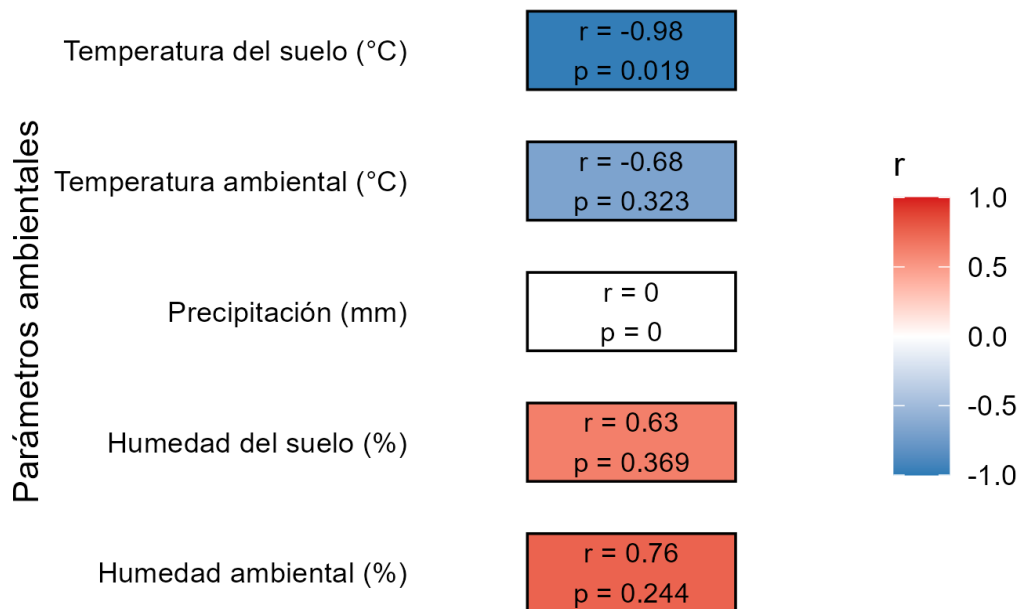 Parámetros ambientales
Temperatura del suelo (°C)
r = -0.98
p = 0.019
Temperatura ambiental (°C)
r = -0.68
p = 0.323
Precipitación (mm)
r = 0
p = 0
Humedad del suelo (%)
r = 0.63
p = 0.369
Humedad ambiental (%)
r = 0.76
p = 0.244
r
1.0
0.5
0.0
-0.5
-1.0